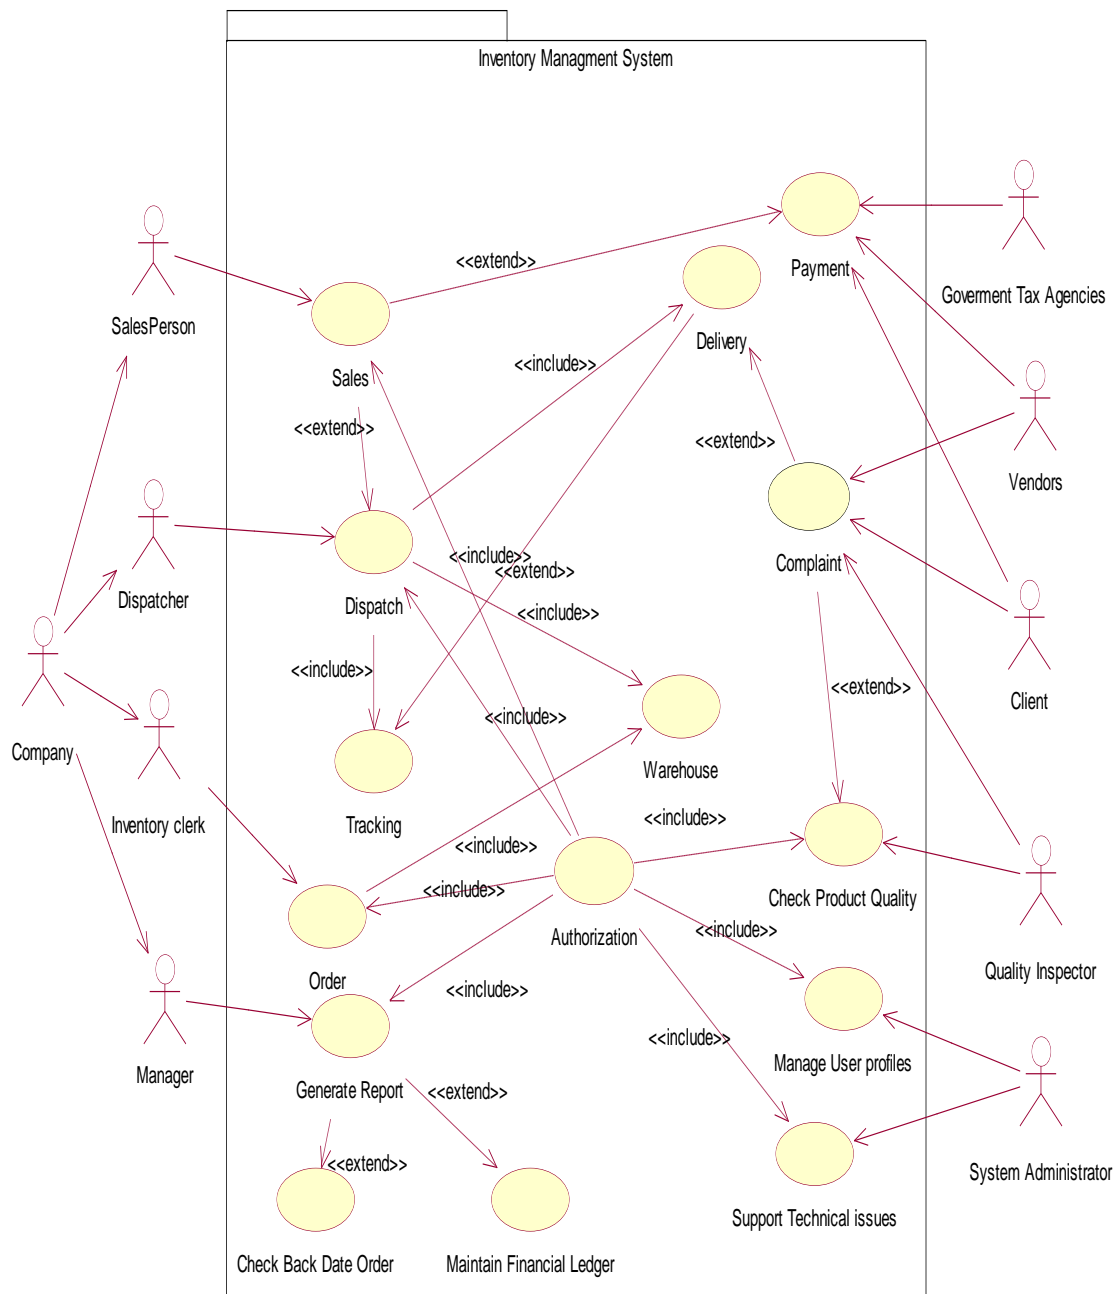 Inventory Managment System
<<extend>>
Payment
Goverment Tax Agencies
SalesPerson
Delivery
<<include>>
Sales
<<extend>>
<<extend>>
Vendors
<<include>>
<<extend>>
Complaint
Dispatcher
Dispatch
<<include>>
<<include>>
<<extend>>
Client
<<include>>
Company
Warehouse
Inventory clerk
Tracking
<<include>>
<<include>>
<<include>>
Check Product Quality
Authorization
<<include>>
Order
Quality Inspector
<<include>>
<<include>>
Manager
Generate Report
<<extend>>
Manage User profiles
<<extend>>
System Administrator
Support Technical issues
Check Back Date Order
Maintain Financial Ledger